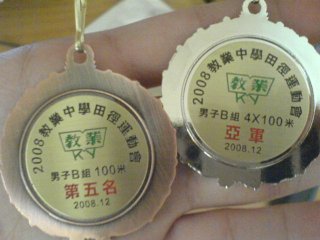 2008教業中學田徑運動會
教業
KY
男子B組 100米
第五名
2008.12
2008教業中學田徑運動會
教業
KY
男子B組 4X100米
亞軍
2008.12